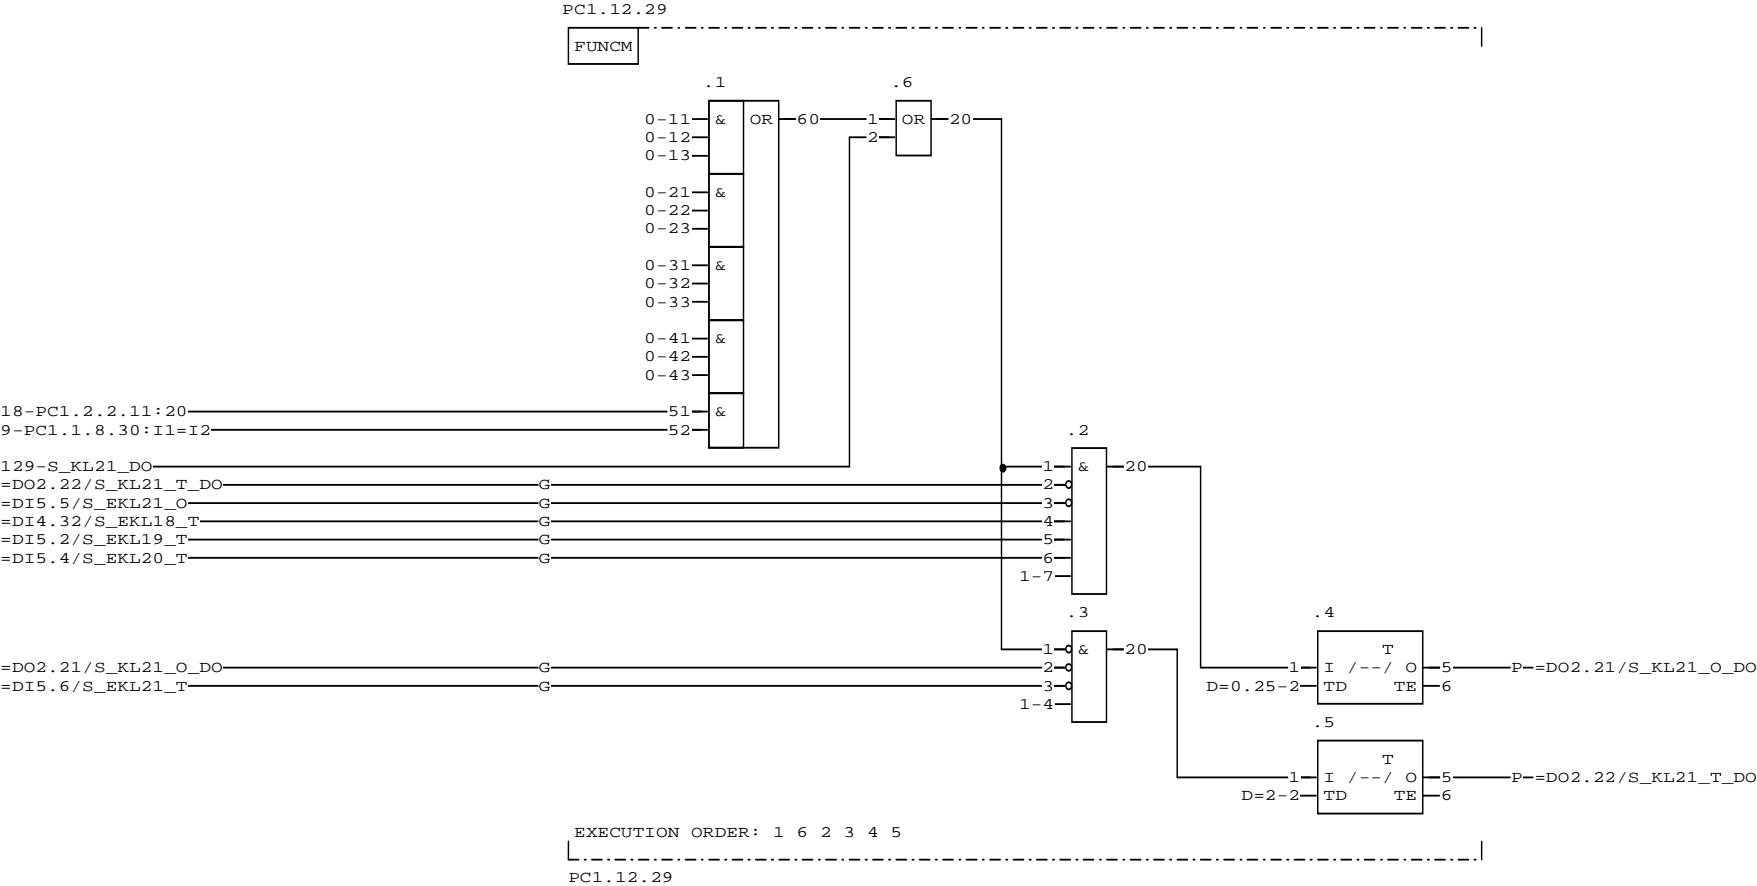 PC1.12.29
FUNCM
.1 .6
0-11 & OR 60 1 OR 20
0-12 2
0-13
0-21 &
0-22
0-23
0-31 &
0-32
0-33
0-41 &
0-42
0-43
18-PC1.2.2.11:20 51 &
9-PC1.1.8.30:I1=I2 52
.2
129-S_KL21_DO 1 & 20
=DO2.22/S_KL21_T_DO G 2
=DI5.5/S_EKL21_O G 3
=DI4.32/S_EKL18_T G 4
=DI5.2/S_EKL19_T G 5
=DI5.4/S_EKL20_T G 6
1-7
.3 .4
1 & 20 T
=DO2.21/S_KL21_O_DO G 2 1 I /--/ O 5 P-=DO2.21/S_KL21_O_DO
=DI5.6/S_EKL21_T G 3 D=0.25-2 TD TE 6
1-4
.5
T
1 I /--/ O 5 P-=DO2.22/S_KL21_T_DO
D=2-2 TD TE 6
EXECUTION ORDER: 1 6 2 3 4 5
PC1.12.29